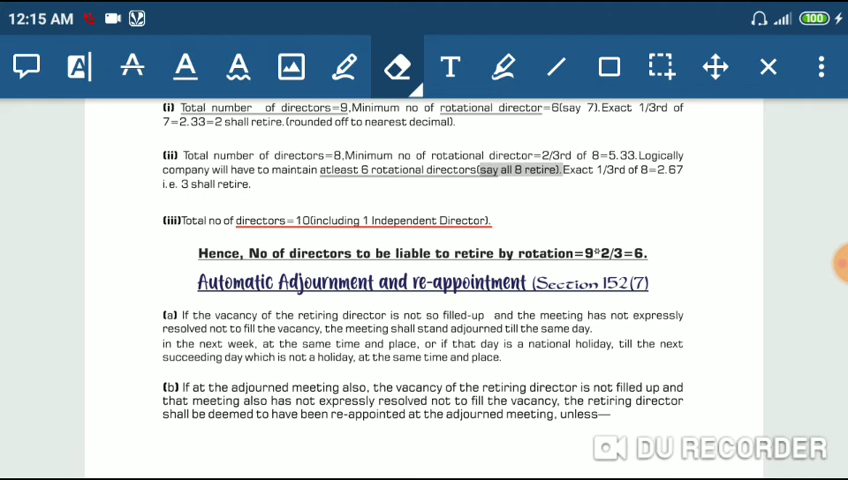 12:15 AM
100
A
A
A
A
T
(i) Total number of directors=9,Minimum no of rotational director=6(say 7).Exact 1/3rd of
7=2.33=2 shall retire.(rounded off to nearest decimal).
(ii) Total number of directors=8,Minimum no of rotational director=2/3rd of 8=5.33.Logically
company will have to maintain atleast 6 rotational directors(say all 8 retire).Exact 1/3rd of 8=2.67
i.e. 3 shall retire.
(iii)Total no of directors=10(including 1 Independent Director).
Hence, No of directors to be liable to retire by rotation=9*2/3=6.
Automatic Adjournment and re-appointment (Section 152(7)
(a) If the vacancy of the retiring director is not so filled-up and the meeting has not expressly
resolved not to fill the vacancy, the meeting shall stand adjourned till the same day.
in the next week, at the same time and place, or if that day is a national holiday, till the next
succeeding day which is not a holiday, at the same time and place.
(b) If at the adjourned meeting also, the vacancy of the retiring director is not filled up and
that meeting also has not expressly resolved not to fill the vacancy, the retiring director
shall be deemed to have been re-appointed at the adjourned meeting, unless—
DU RECORDER